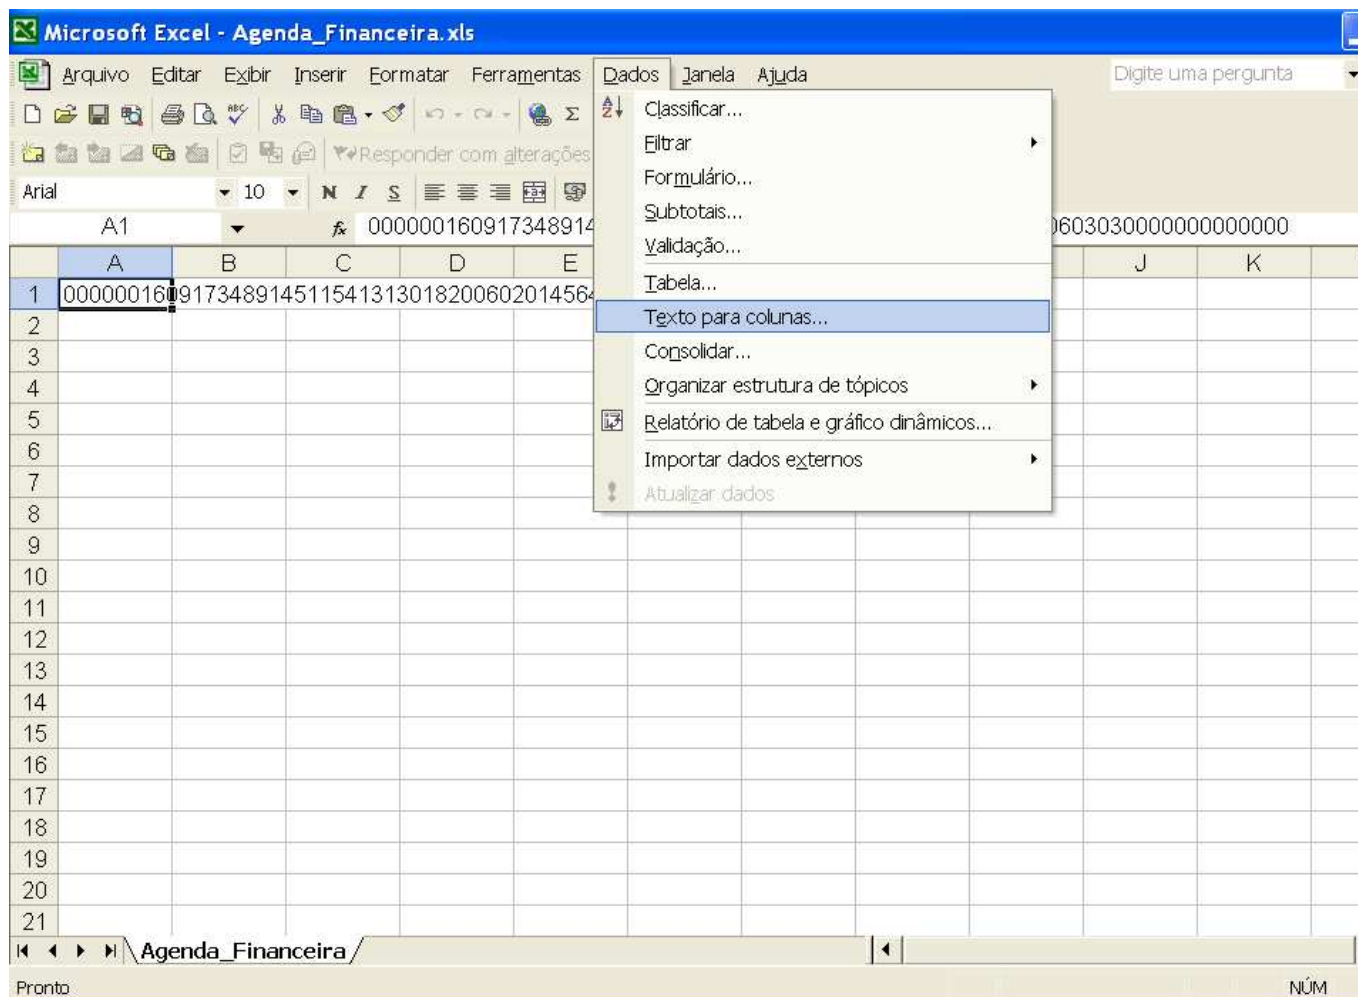 Microsoft Excel - Agenda_Financeira.xls
Arquivo Editar Exibir Inserir Formatar Ferramentas Dados Janela Ajuda Digite uma pergunta
Responder com alterações
Arial 10 N I S
A1 fx 000000160917348914 06030300000000000000
A B C D E J K
1 000000160917348914511541313018200602014564
Classificar...
Filtrar
Formulário...
Subtotais...
Validação...
Tabela...
Texto para colunas...
Consolidar...
Organizar estrutura de tópicos
Relatório de tabela e gráfico dinâmicos...
Importar dados externos
Atualizar dados
2
3
4
5
6
7
8
9
10
11
12
13
14
15
16
17
18
19
20
21
Agenda_Financeira
Pronto NÚM